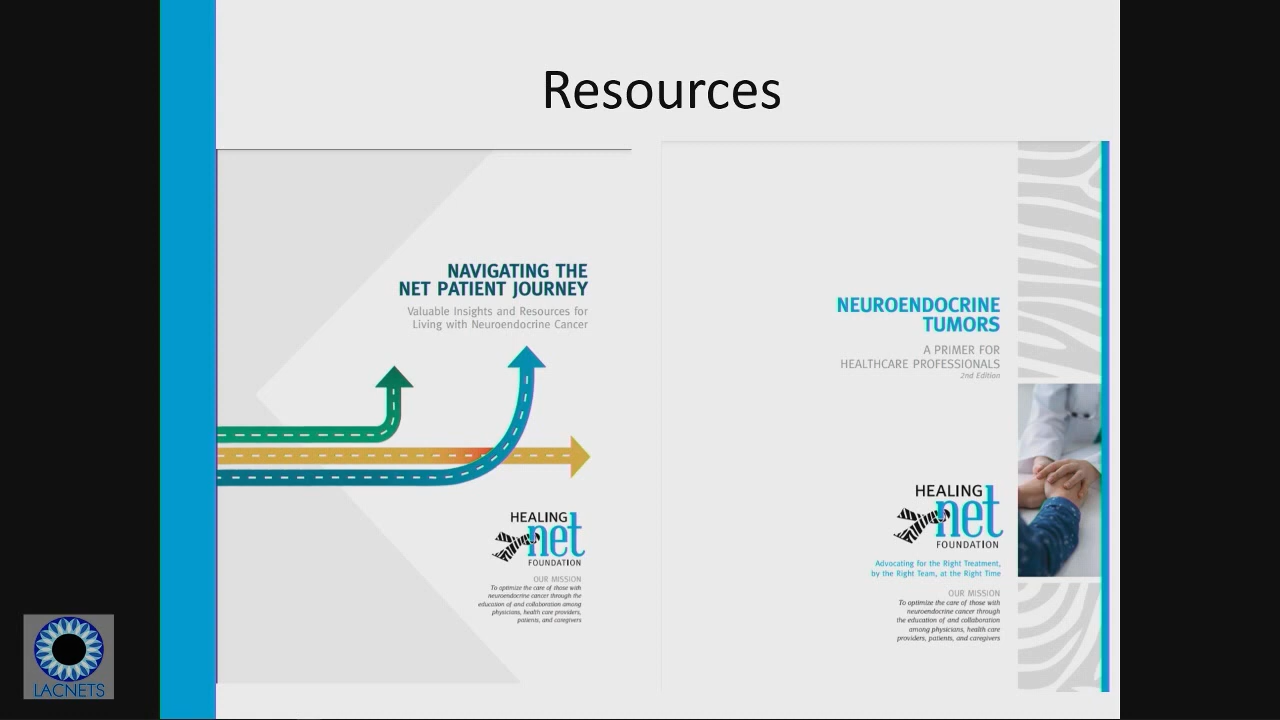 Resources
NAVIGATING THE
NET PATIENT JOURNEY
Valuable Insights and Resources for
Living with Neuroendocrine Cancer
HEALING
net
FOUNDATION
OUR MISSION
To optimize the care of those with
neuroendocrine cancer through the
education of and collaboration among
physicians, health care providers,
patients, and caregivers
NEUROENDOCRINE
TUMORS
A PRIMER FOR
HEALTHCARE PROFESSIONALS
2nd Edition
HEALING
net
FOUNDATION
Advocating for the Right Treatment,
by the Right Team, at the Right Time
OUR MISSION
To optimize the care of those with
neuroendocrine cancer through
the education of and collaboration
among physicians, health care
providers, patients, and caregivers
LACNETS